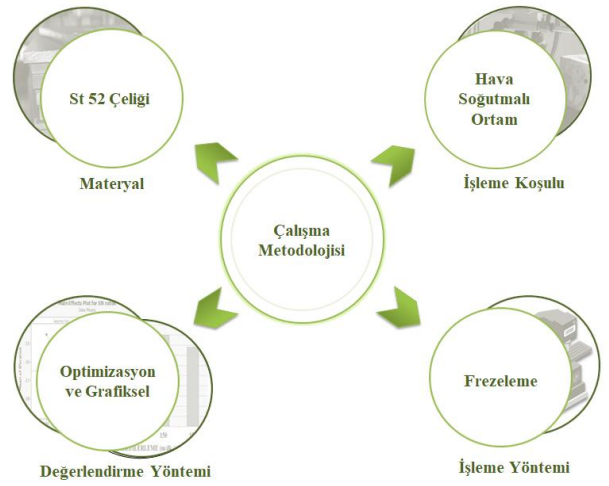 St 52 Çeliği
Materyal
Hava
Soğutmalı
Ortam
İşleme Koşulu
Çalışma
Metodolojisi
Optimizasyon
ve Grafiksel
Değerlendirme Yöntemi
Frezeleme
İşleme Yöntemi